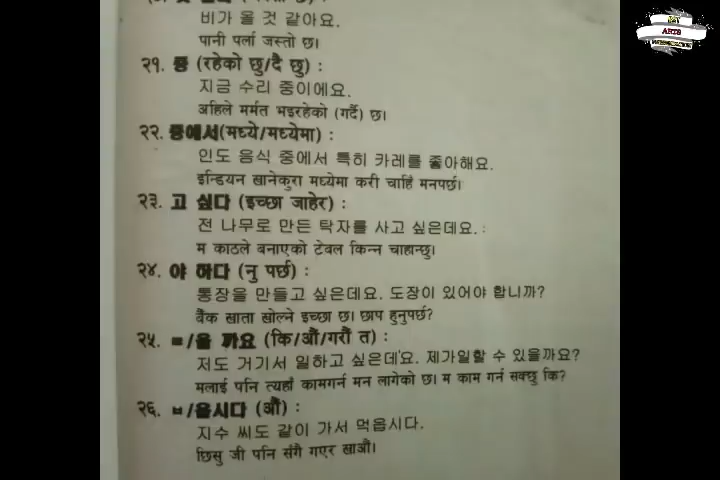 비가 올 것 같아요.
पानी पर्ला जस्तो छ।
२१. 중 (रहेको छु/दै छु) :
지금 수리 중이에요.
अहिले मर्मत भइरहेको (गर्दै) छ।
२२. 중에서(मध्ये/मध्येमा) :
인도 음식 중에서 특히 카레를 좋아해요.
इन्डियन खानेकुरा मध्येमा करी चाहिँ मनपर्छ।
२३. 고 싶다 (इच्छा जाहेर) :
전 나무로 만든 탁자를 사고 싶은데요.
म काठले बनाएको टेवल किन्न चाहान्छु।
२४. 야 하다 (नु पर्छ) :
통장을 만들고 싶은데요. 도장이 있어야 합니까?
बैंक खाता खोल्ने इच्छा छ। छाप हुनुपर्छ?
२५. ㄹ/을 까요 (कि/औं/गरौं त) :
저도 거기서 일하고 싶은데요. 제가일할 수 있을까요?
मलाई पनि त्यहाँ कामगर्न मन लागेको छ। म काम गर्न सक्छु कि?
२६. ㅂ/읍시다 (औं) :
지수 씨도 같이 가서 먹읍시다.
छिसु जी पनि सँगै गएर खाऔं।
ARTS